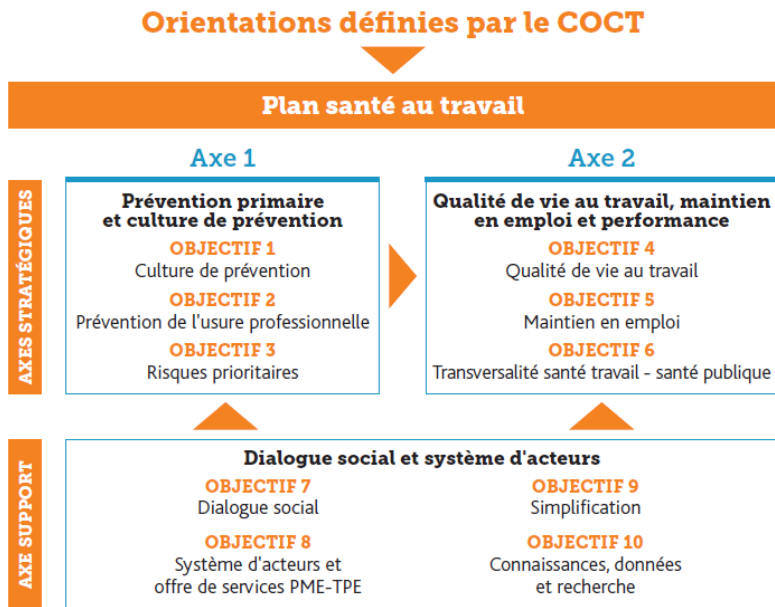 Orientations définies par le COCT
Plan santé au travail
AXES STRATÉGIQUES
Axe 1
Prévention primaire
et culture de prévention
OBJECTIF 1
Culture de prévention
OBJECTIF 2
Prévention de l'usure professionnelle
OBJECTIF 3
Risques prioritaires
Axe 2
Qualité de vie au travail, maintien
en emploi et performance
OBJECTIF 4
Qualité de vie au travail
OBJECTIF 5
Maintien en emploi
OBJECTIF 6
Transversalité santé travail - santé publique
AXE SUPPORT
Dialogue social et système d'acteurs
OBJECTIF 7
Dialogue social
OBJECTIF 8
Système d'acteurs et
offre de services PME-TPE
OBJECTIF 9
Simplification
OBJECTIF 10
Connaissances, données
et recherche